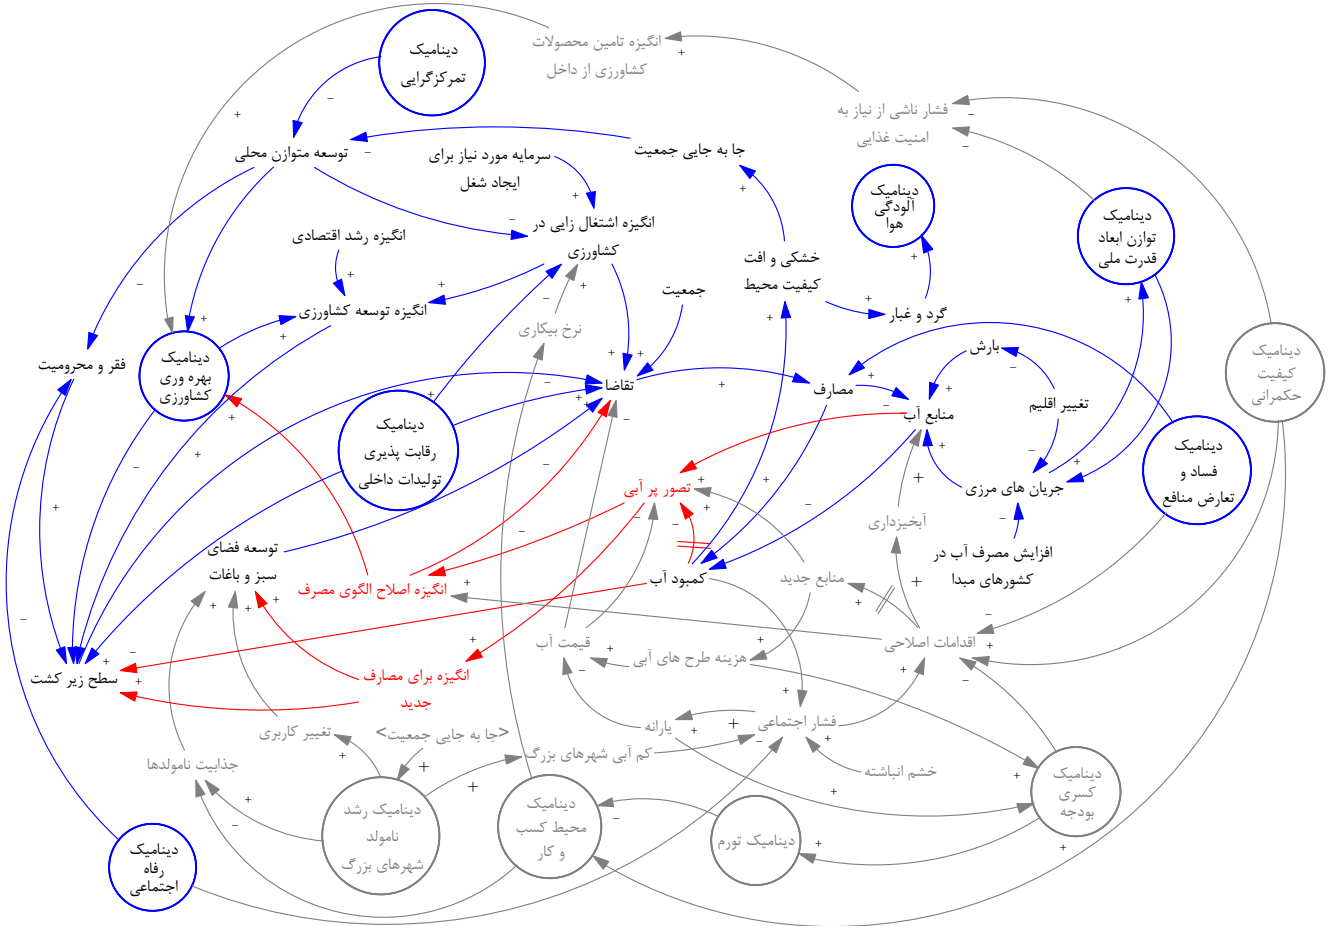 انگیزه تامین محصولات
کشاورزی از داخل
دینامیک
تمرکزگرایی
فشار ناشی از نیاز به
امنیت غذایی
توسعه متوازن محلی
سرمایه مورد نیاز برای
ایجاد شغل
جا به جایی جمعیت
دینامیک
آلودگی
هوا
دینامیک
توازن ابعاد
قدرت ملی
انگیزه رشد اقتصادی
انگیزه اشتغال زایی در
کشاورزی
خشکی و افت
کیفیت محیط
جمعیت
گرد و غبار
انگیزه توسعه کشاورزی
نرخ بیکاری
بارش
دینامیک
کیفیت
حکمرانی
فقر و محرومیت
دینامیک
بهره وری
کشاورزی
تقاضا
مصارف
منابع آب
تغییر اقلیم
دینامیک
رقابت پذیری
تولیدات داخلی
دینامیک
فساد و
تعارض منافع
تصور پر آبی
جریان های مرزی
آبخیزداری
توسعه فضای
سبز و باغات
افزایش مصرف آب در
کشورهای مبدا
انگیزه اصلاح الگوی مصرف
کمبود آب
منابع جدید
قیمت آب
هزینه طرح های آبی
اقدامات اصلاحی
سطح زیر کشت
انگیزه برای مصارف
جدید
تغییر کاربری
<جا به جایی جمعیت>
یارانه
فشار اجتماعی
کم آبی شهرهای بزرگ
خشم انباشته
جذابیت نامولدها
دینامیک رشد
نامولد
شهرهای بزرگ
دینامیک
محیط کسب
و کار
دینامیک تورم
دینامیک
کسری
بودجه
دینامیک
رفاه
اجتماعی